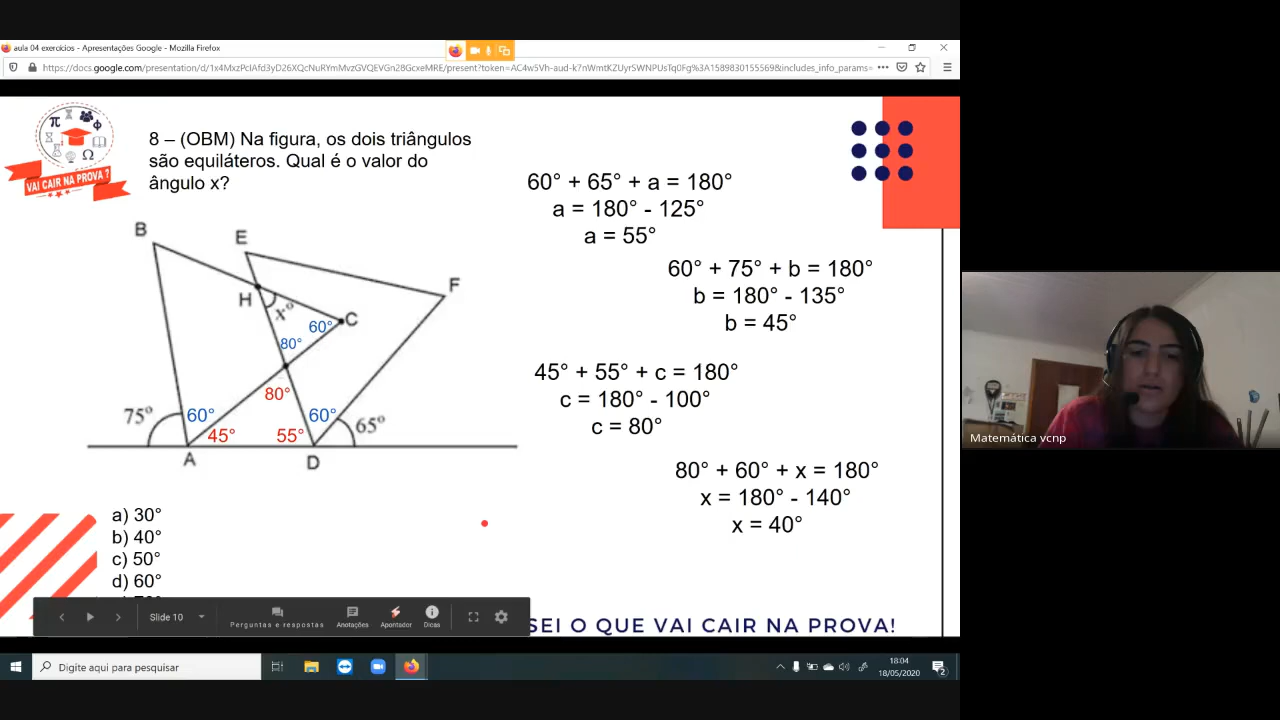 aula 04 exercícios - Apresentações Google - Mozilla Firefox
https://docs.google.com/presentation/d/1x4MxzPclAfd3yD26XQcNuRYmMvzGVQEVGn28GcxeMRE/present?token=AC4w5Vh-aud-k7nWmtKZUyrSWNPUsTq0Fg%3A1589830155569&includes_info_params=
VAI CAIR NA PROVA ?
8 – (OBM) Na figura, os dois triângulos
são equiláteros. Qual é o valor do
ângulo x?
60° + 65° + a = 180°
a = 180° - 125°
a = 55°
60° + 75° + b = 180°
b = 180° - 135°
b = 45°
45° + 55° + c = 180°
c = 180° - 100°
c = 80°
80° + 60° + x = 180°
x = 180° - 140°
x = 40°
B
E
F
H
xº
C
60°
80°
80°
75º
60°
60°
65º
45°
55°
A
D
a) 30°
b) 40°
c) 50°
d) 60°
Slide 10
Perguntas e respostas
Anotações
Apontador
Dicas
SEI O QUE VAI CAIR NA PROVA!
Matemática vcnp
Digite aqui para pesquisar
18:04
18/05/2020
2